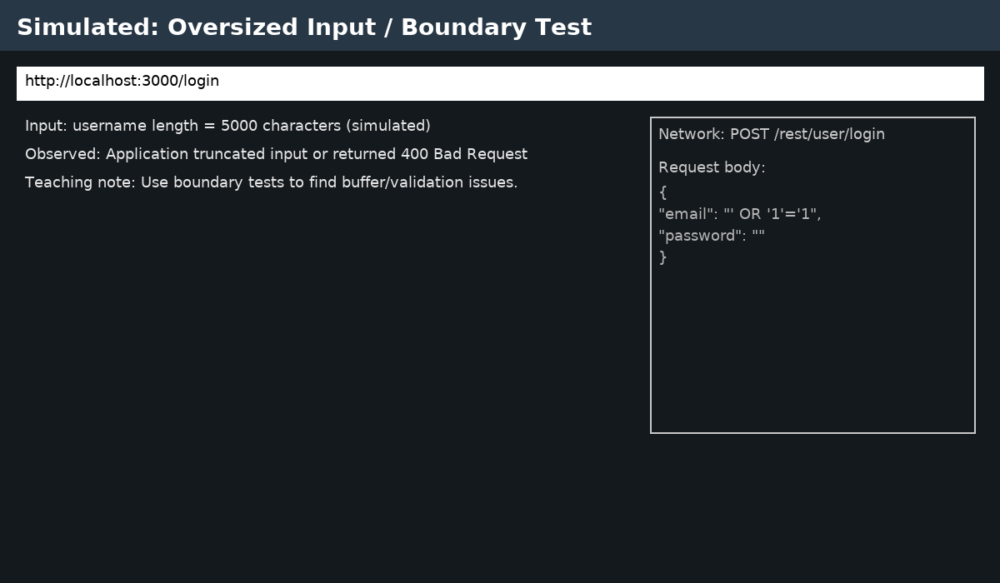 Simulated: Oversized Input / Boundary Test
http://localhost:3000/login
Input: username length = 5000 characters (simulated)
Observed: Application truncated input or returned 400 Bad Request
Teaching note: Use boundary tests to find buffer/validation issues.
Network: POST /rest/user/login
Request body:
{
"email": "' OR '1'='1",
"password": ""
}